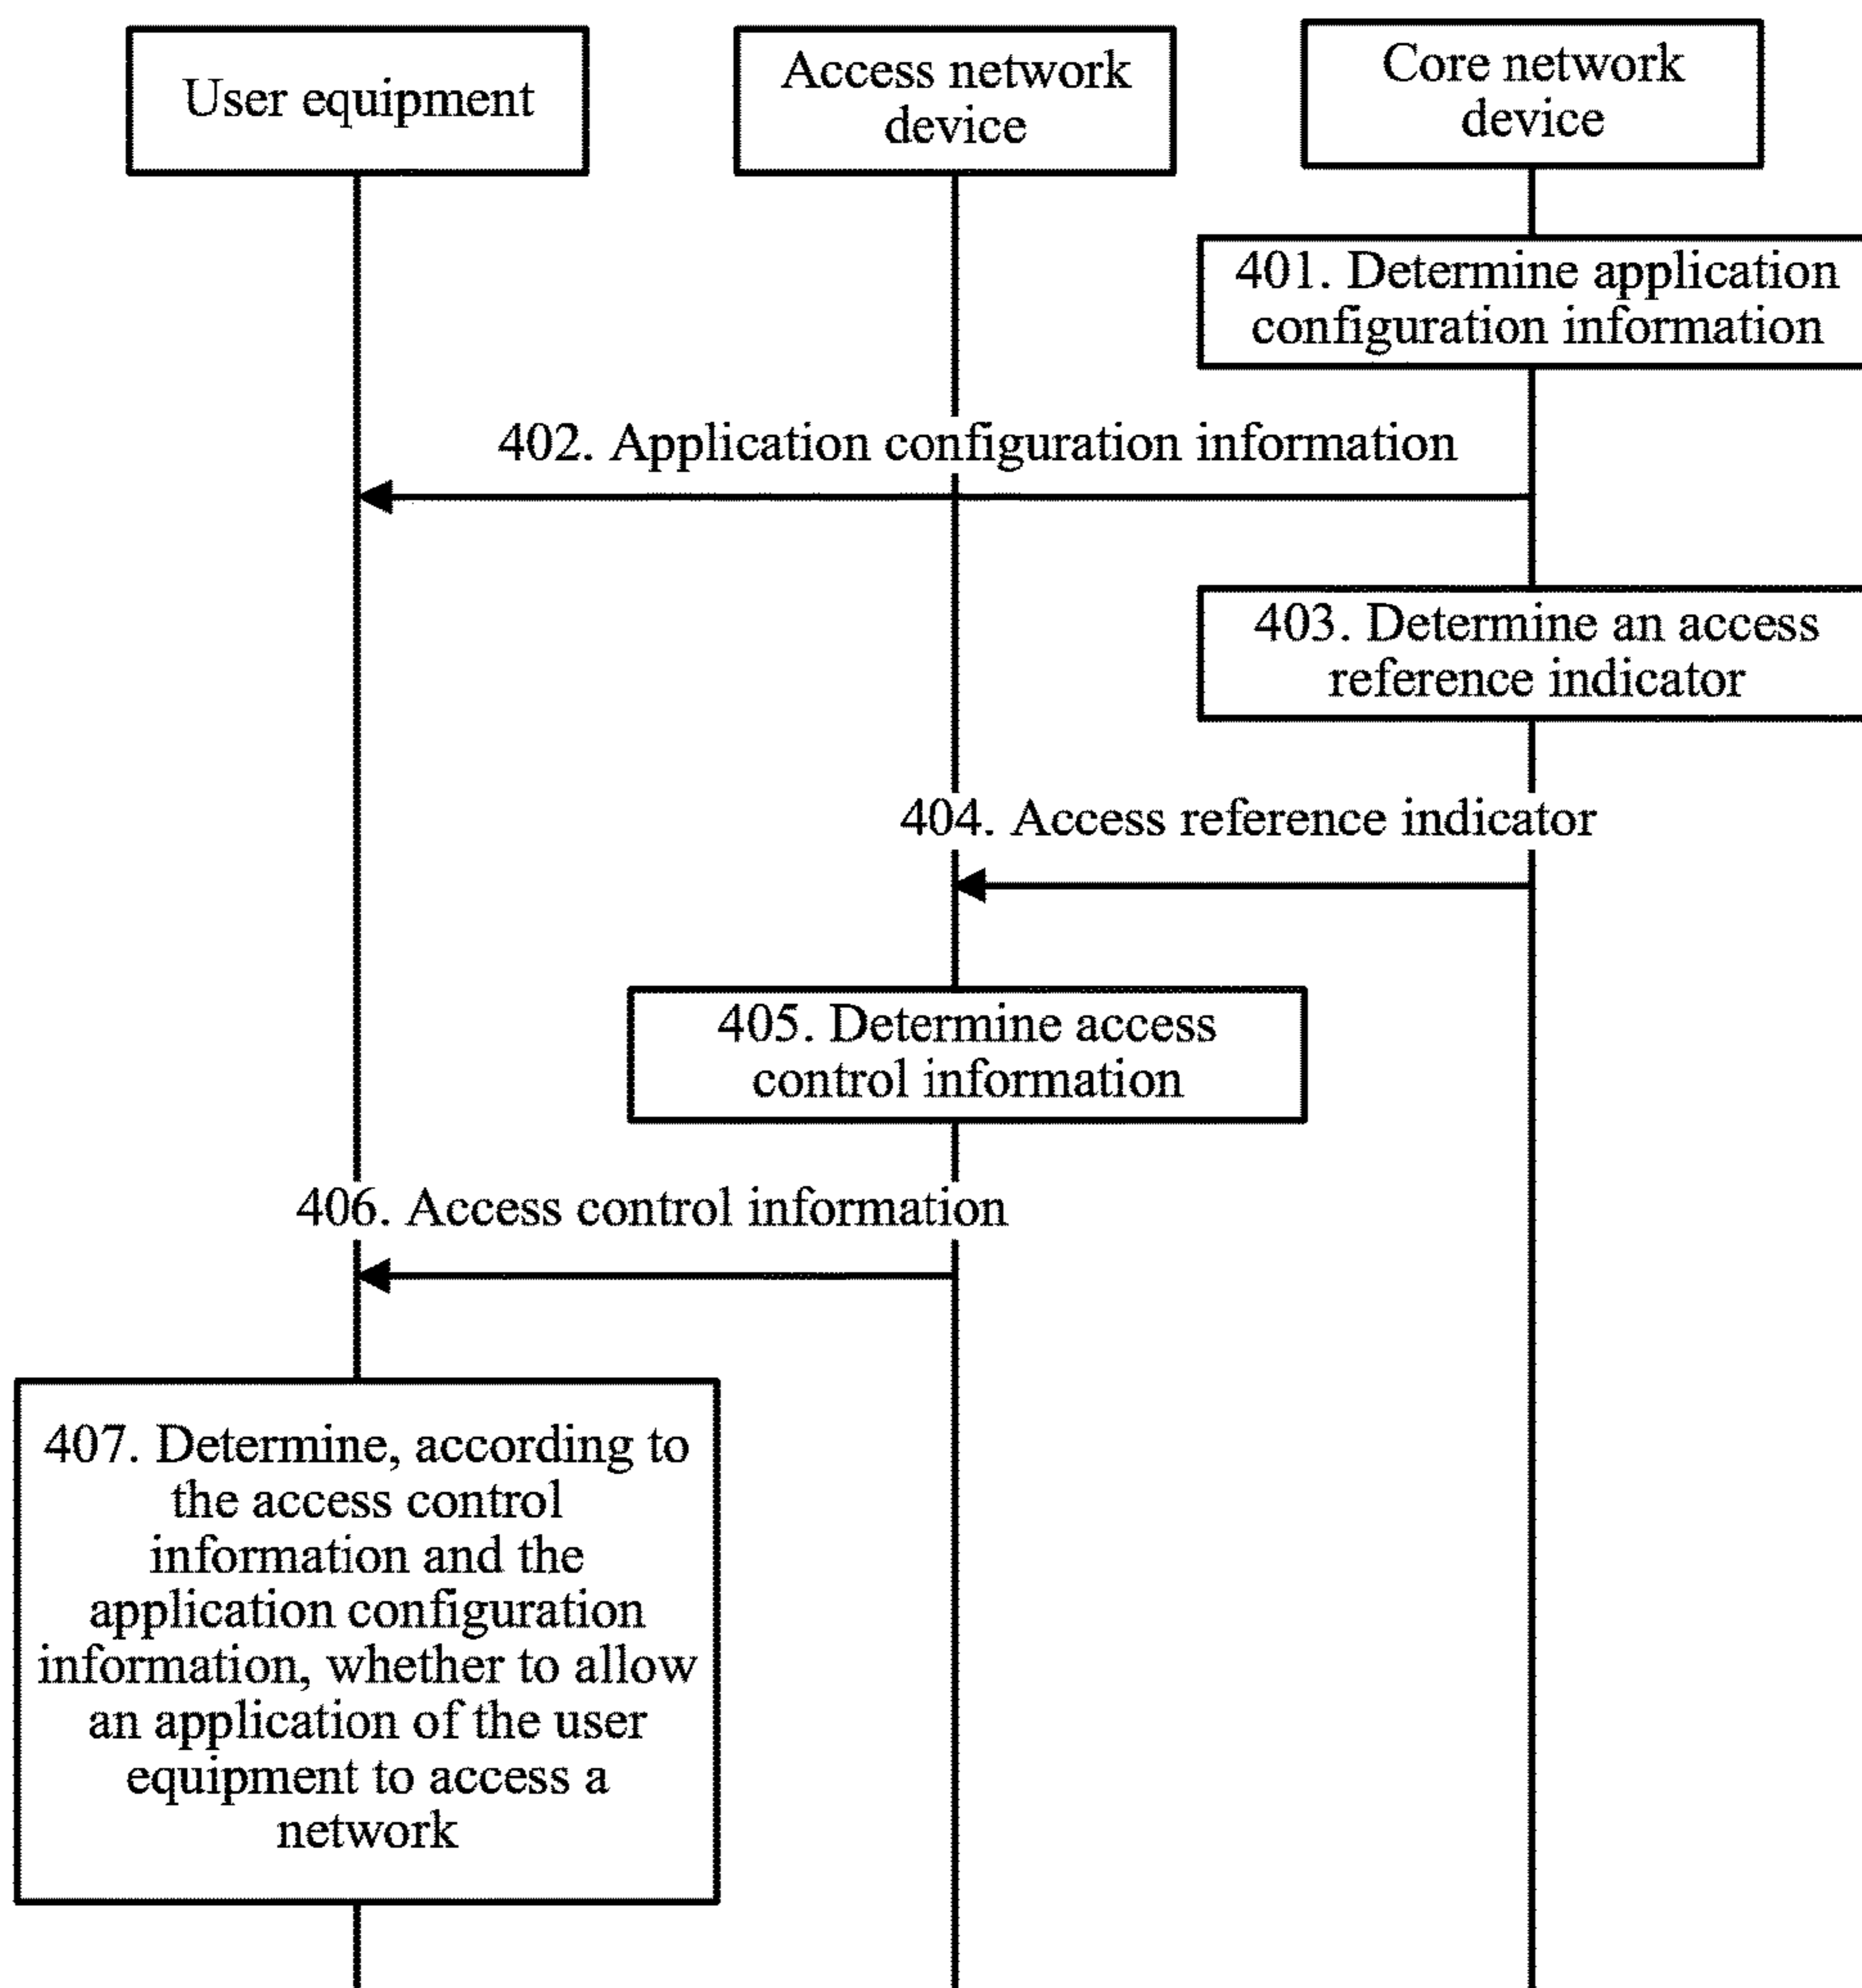 User equipment
Access network
device
Core network
device
401. Determine application
configuration information
402. Application configuration information
403. Determine an access
reference indicator
404. Access reference indicator
405. Determine access
control information
406. Access control information
407. Determine, according to
the access control
information and the
application configuration
information, whether to allow
an application of the user
equipment to access a
network